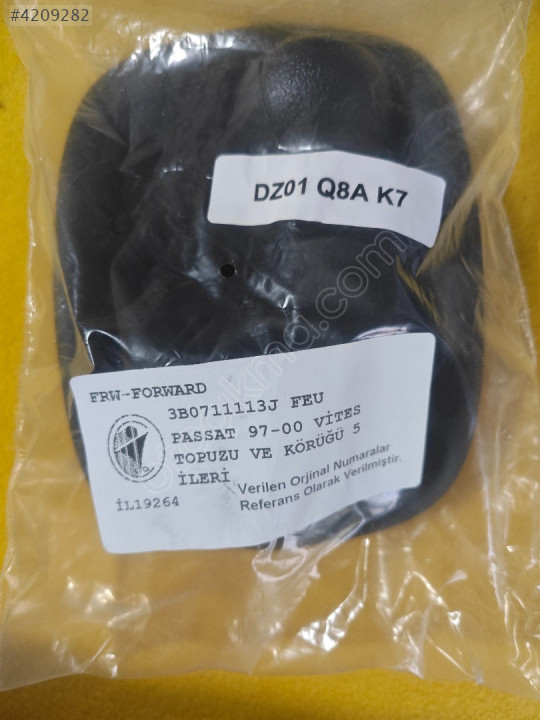 #4209282
DZ01 Q8A K7
FRW-FORWARD
3B0711113J FEU
PASSAT 97-00 VİTES
TOPUZU VE KÖRÜĞÜ 5
İLERİ
Verilen Orjinal Numaralar
Referans Olarak Verilmiştir.
İL19264